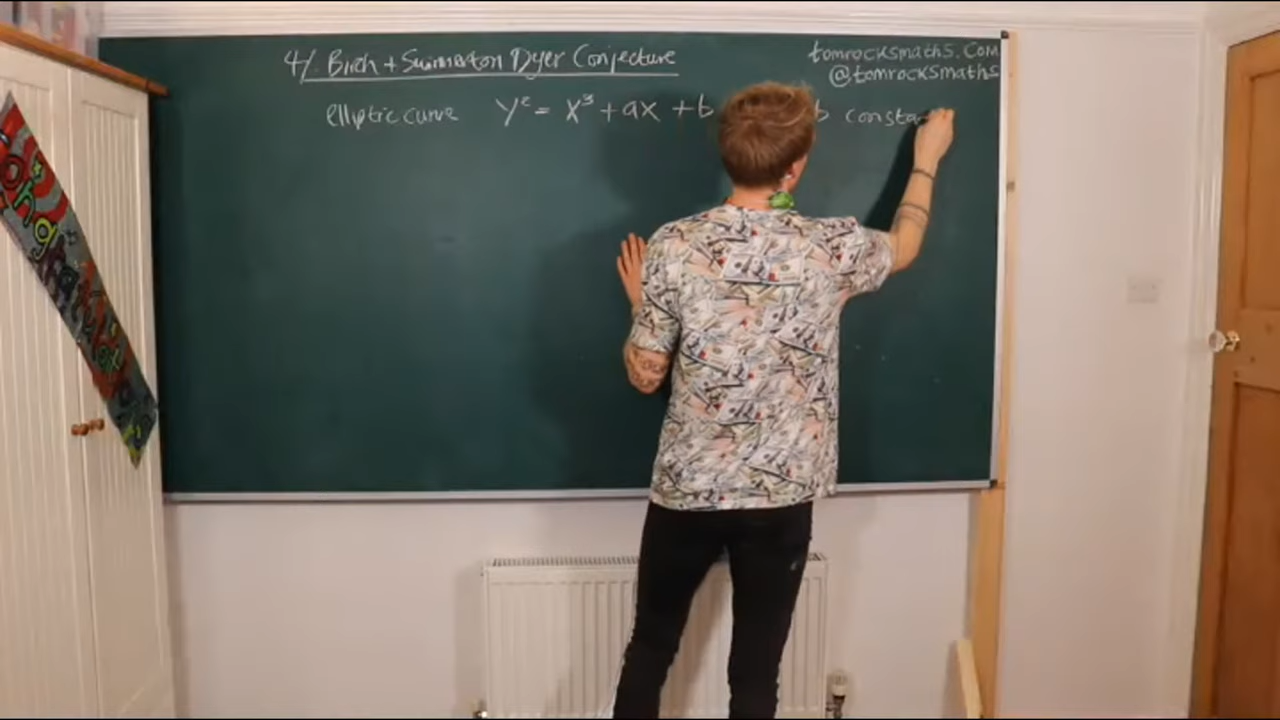 4/. Birch + Swinnerton Dyer Conjecture
tomrocksmaths.com
@tomrocksmaths
elliptic curve y² = x³ + ax + b b consta